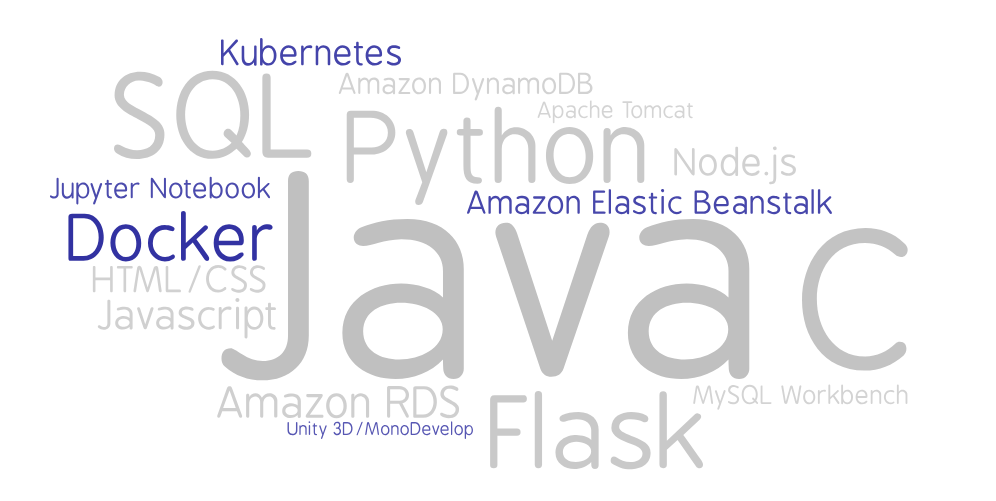 Kubernetes
SQL
Amazon DynamoDB
Apache Tomcat
Python
Node.js
Jupyter Notebook
Amazon Elastic Beanstalk
Docker
Java
c
HTML/CSS
Javascript
Amazon RDS
MySQL Workbench
Unity 3D/MonoDevelop
Flask